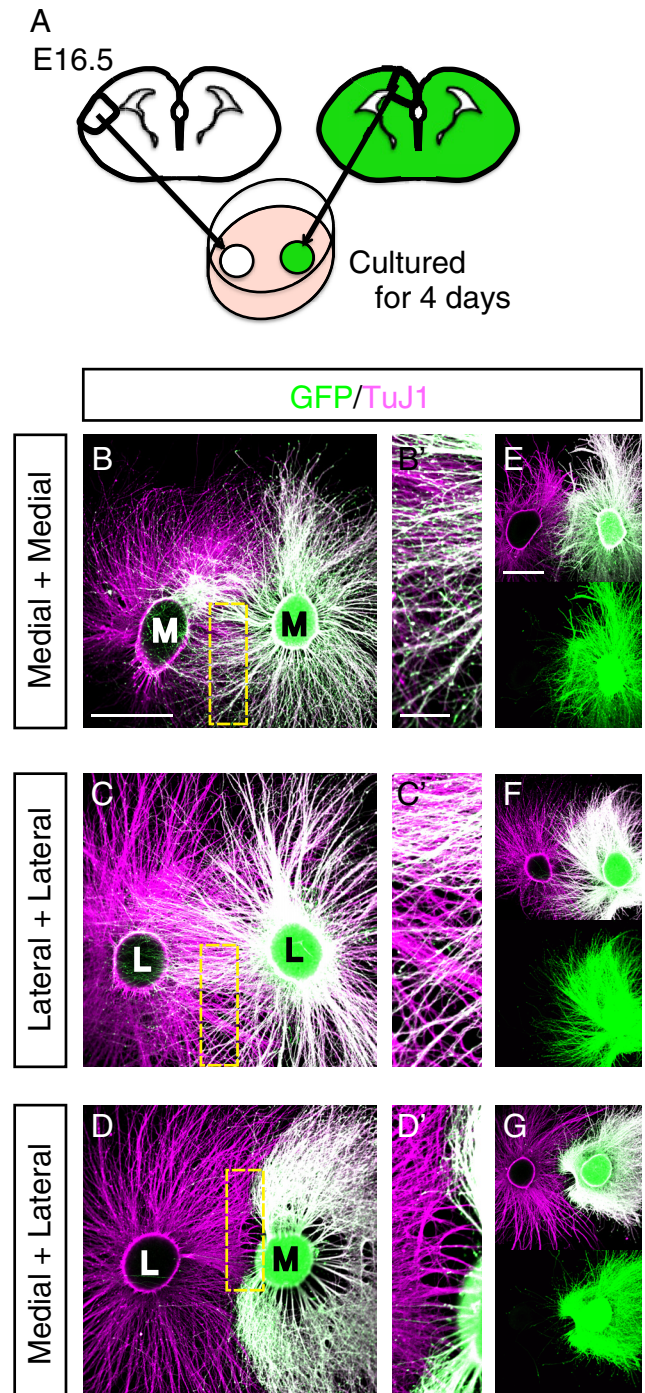 A
E16.5
Cultured
for 4 days
GFP/TuJ1
Medial + Medial
B
M
M
B'
E
Lateral + Lateral
C
L
L
C'
F
Medial + Lateral
D
L
M
D'
G